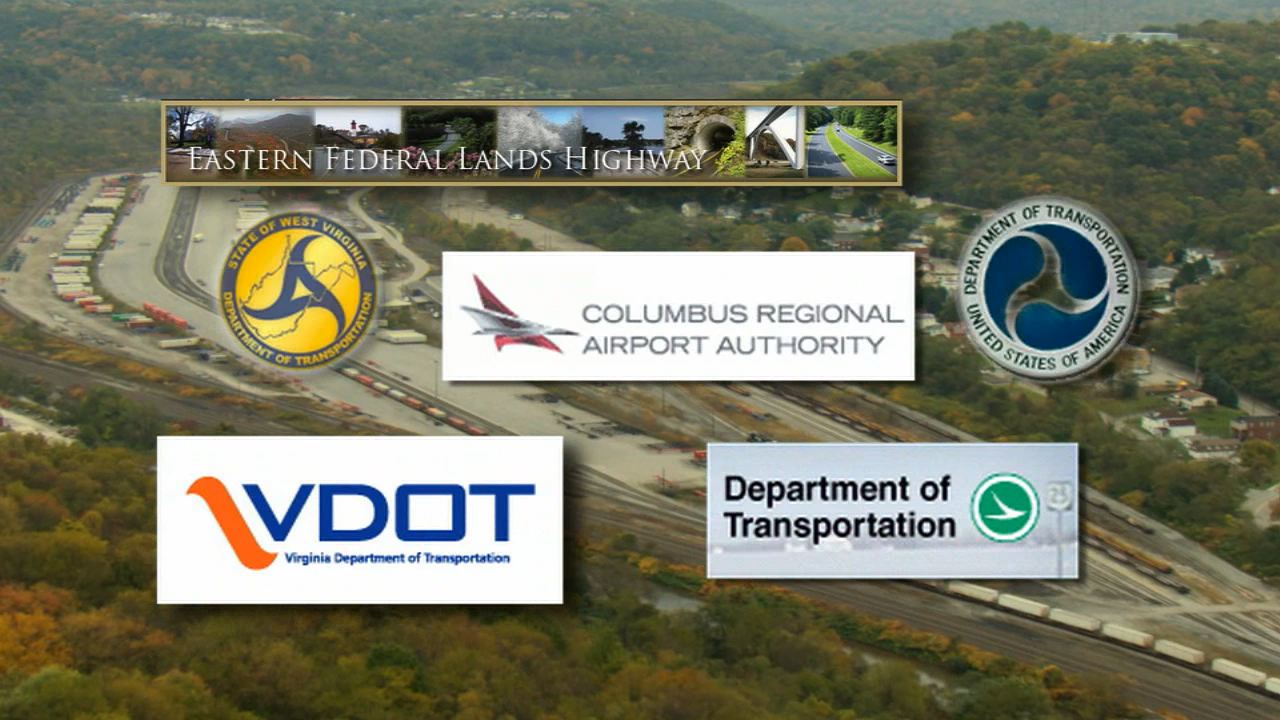 EASTERN FEDERAL LANDS HIGHWAY
STATE OF WEST VIRGINIA
DEPARTMENT OF TRANSPORTATION
COLUMBUS REGIONAL
AIRPORT AUTHORITY
DEPARTMENT OF TRANSPORTATION
UNITED STATES OF AMERICA
VDOT
Virginia Department of Transportation
Department of
Transportation